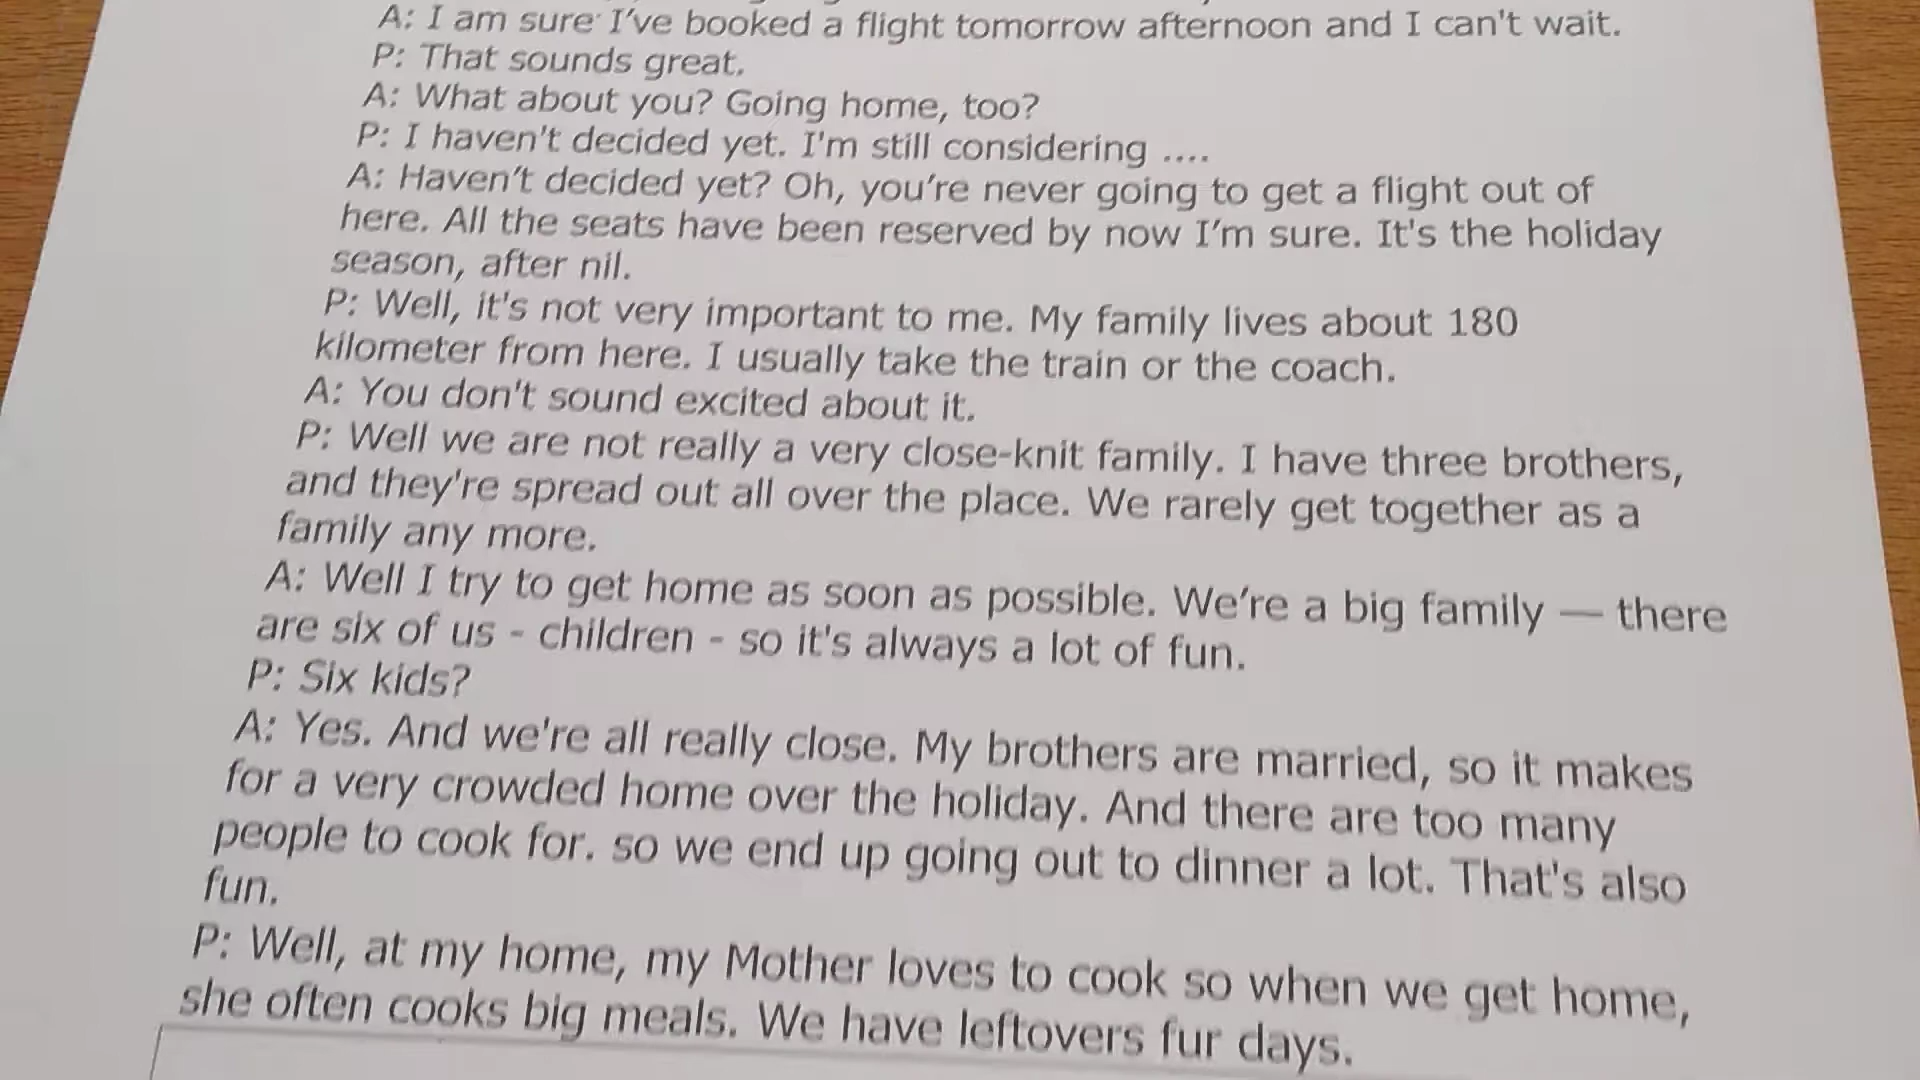 A: I am sure I've booked a flight tomorrow afternoon and I can't wait.
P: That sounds great.
A: What about you? Going home, too?
P: I haven't decided yet. I'm still considering ....
A: Haven't decided yet? Oh, you're never going to get a flight out of
here. All the seats have been reserved by now I'm sure. It's the holiday
season, after nil.
P: Well, it's not very important to me. My family lives about 180
kilometer from here. I usually take the train or the coach.
A: You don't sound excited about it.
P: Well we are not really a very close-knit family. I have three brothers,
and they're spread out all over the place. We rarely get together as a
family any more.
A: Well I try to get home as soon as possible. We're a big family — there
are six of us - children - so it's always a lot of fun.
P: Six kids?
A: Yes. And we're all really close. My brothers are married, so it makes
for a very crowded home over the holiday. And there are too many
people to cook for. so we end up going out to dinner a lot. That's also
fun.
P: Well, at my home, my Mother loves to cook so when we get home,
she often cooks big meals. We have leftovers fur days.